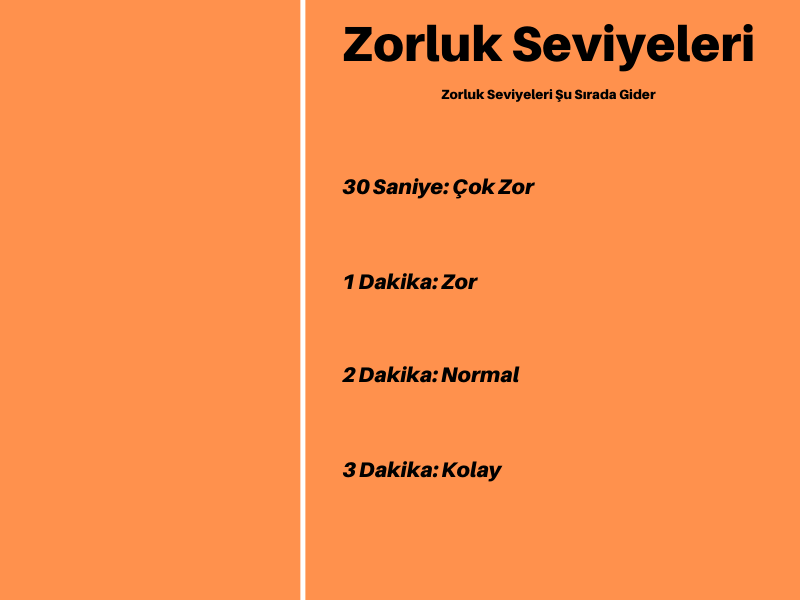 Zorluk Seviyeleri
Zorluk Seviyeleri Şu Sırada Gider
30 Saniye: Çok Zor
1 Dakika: Zor
2 Dakika: Normal
3 Dakika: Kolay